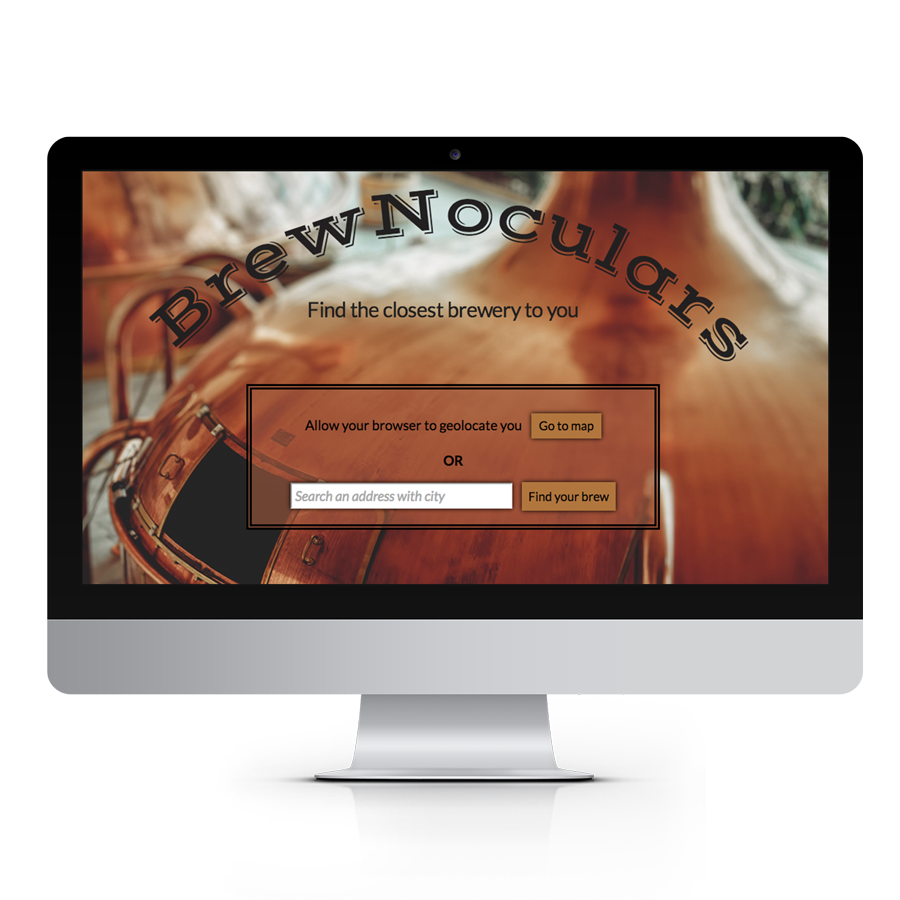 BrewNoculars
Find the closest brewery to you
Allow your browser to geolocate you Go to map
OR
Search an address with city Find your brew